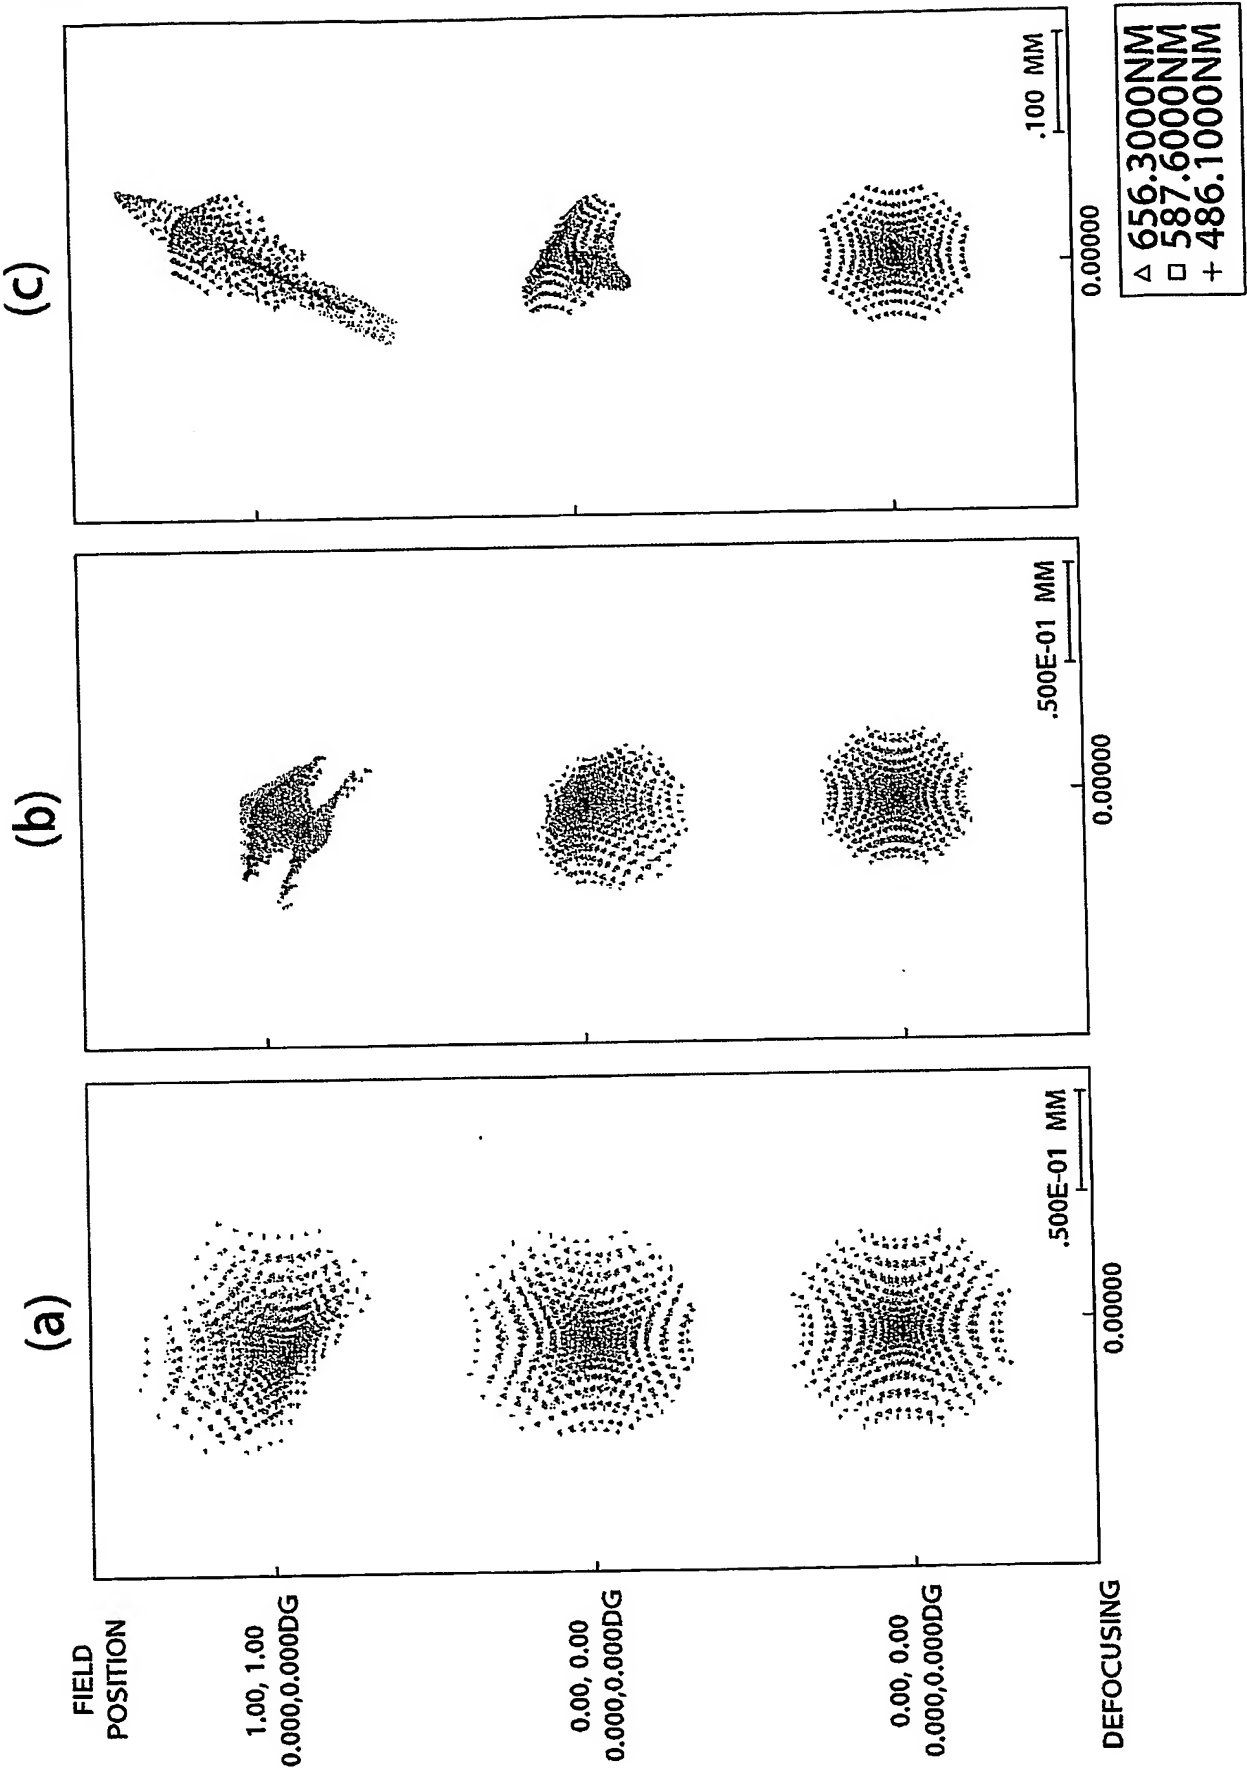 (a)
(b)
(c)
FIELD
POSITION
1.00, 1.00
0.000,0.000DG
0.00, 0.00
0.000,0.000DG
0.00, 0.00
0.000,0.000DG
DEFOCUSING
.500E-01 MM
0.00000
.500E-01 MM
0.00000
.100 MM
0.00000
△ 656.3000NM
□ 587.6000NM
+ 486.1000NM